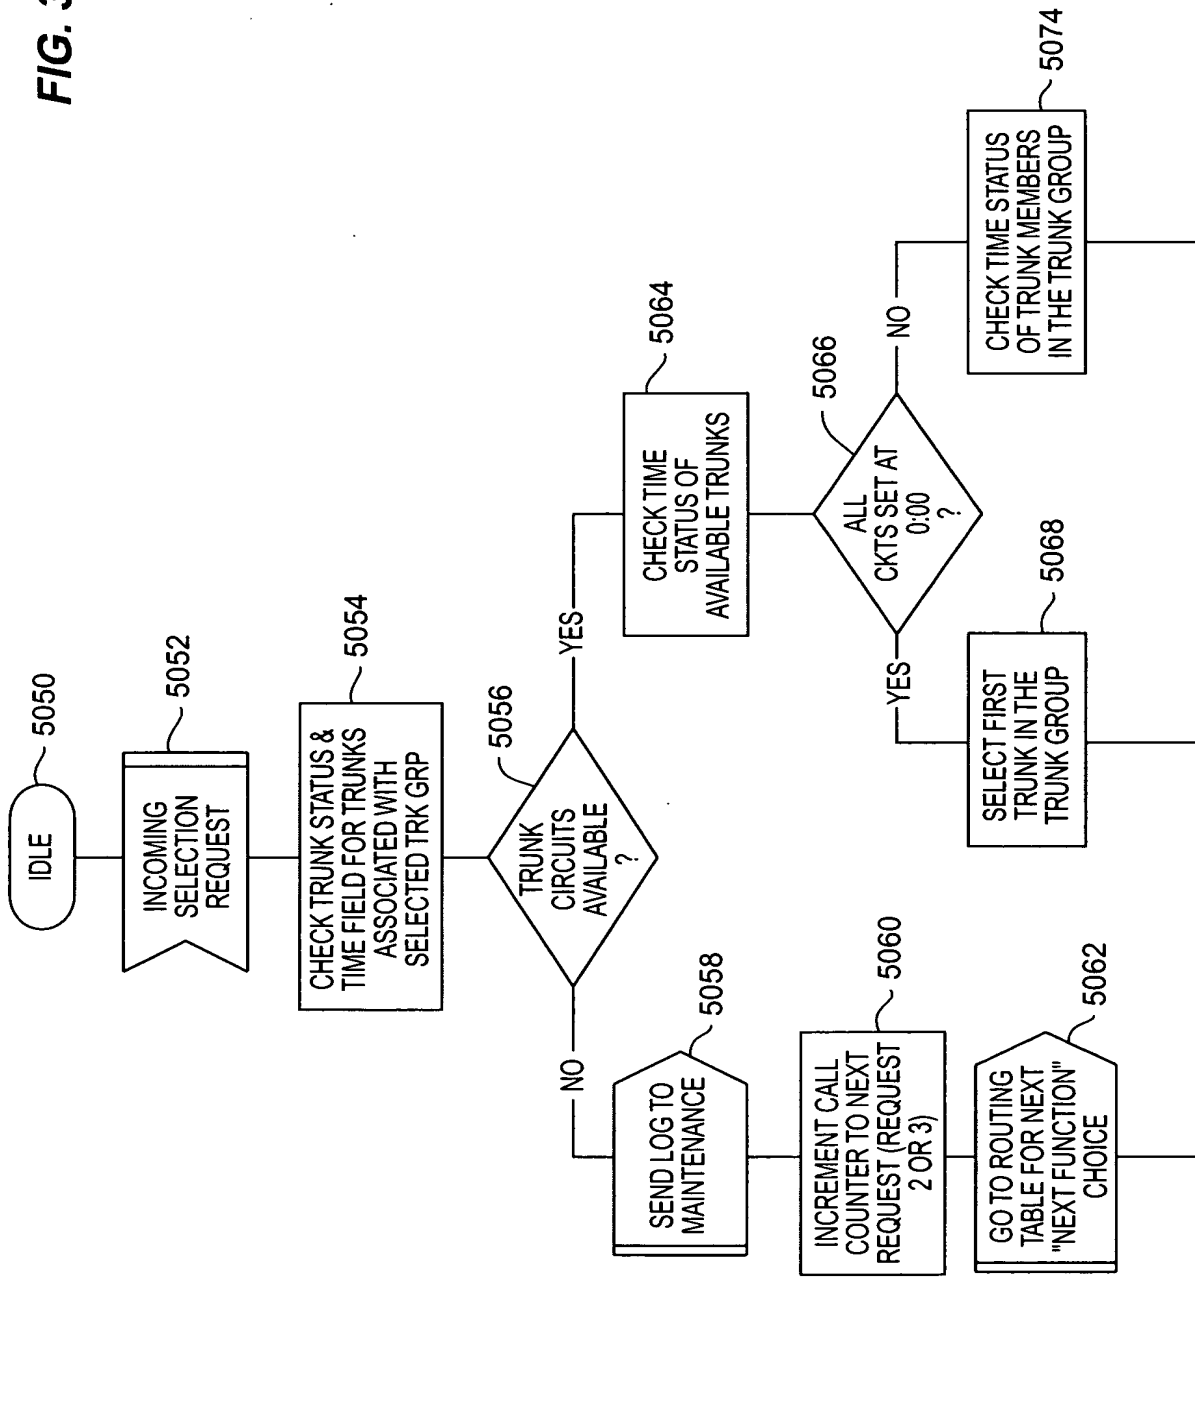 FIG. 3
IDLE
5050
INCOMING
SELECTION
REQUEST
5052
CHECK TRUNK STATUS &
TIME FIELD FOR TRUNKS
ASSOCIATED WITH
SELECTED TRK GRP
5054
TRUNK
CIRCUITS
AVAILABLE
?
5056
NO
YES
SEND LOG TO
MAINTENANCE
5058
CHECK TIME
STATUS OF
AVAILABLE TRUNKS
5064
INCREMENT CALL
COUNTER TO NEXT
REQUEST (REQUEST
2 OR 3)
5060
ALL
CKTS SET AT
0:00
?
5066
YES
NO
GO TO ROUTING
TABLE FOR NEXT
"NEXT FUNCTION"
CHOICE
5062
SELECT FIRST
TRUNK IN THE
TRUNK GROUP
5068
CHECK TIME STATUS
OF TRUNK MEMBERS
IN THE TRUNK GROUP
5074